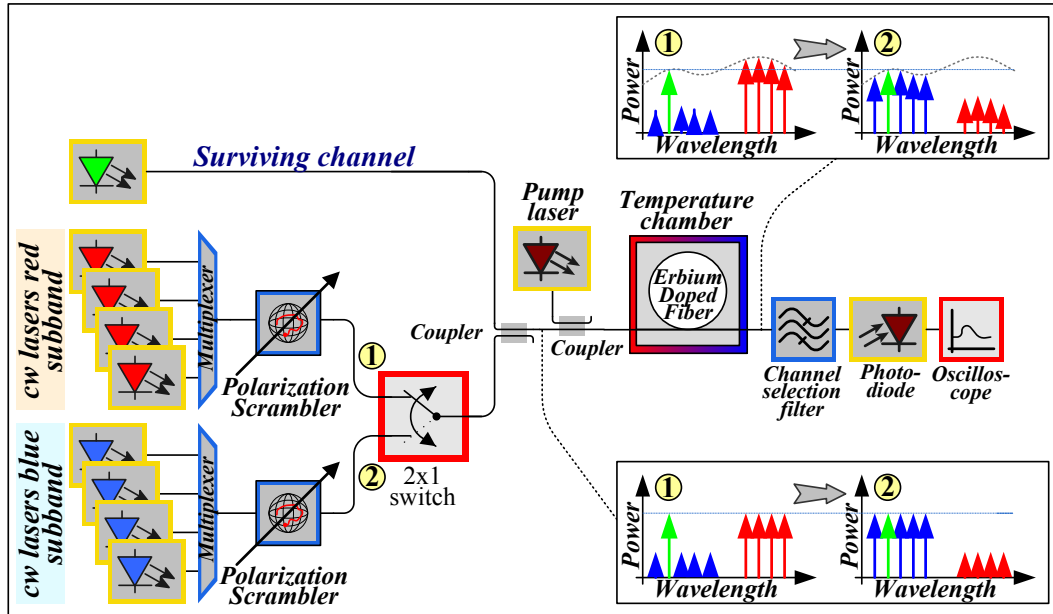 1
2
Power
Wavelength
Power
Wavelength
Surviving channel
Pump
laser
Temperature
chamber
Erbium
Doped
Fiber
cw lasers red
subband
Multiplexer
Polarization
Scrambler
1
Coupler
Coupler
Channel
selection
filter
Photo-
diode
Oscillos-
cope
2
2x1
switch
cw lasers blue
subband
Multiplexer
Polarization
Scrambler
1
2
Power
Wavelength
Power
Wavelength